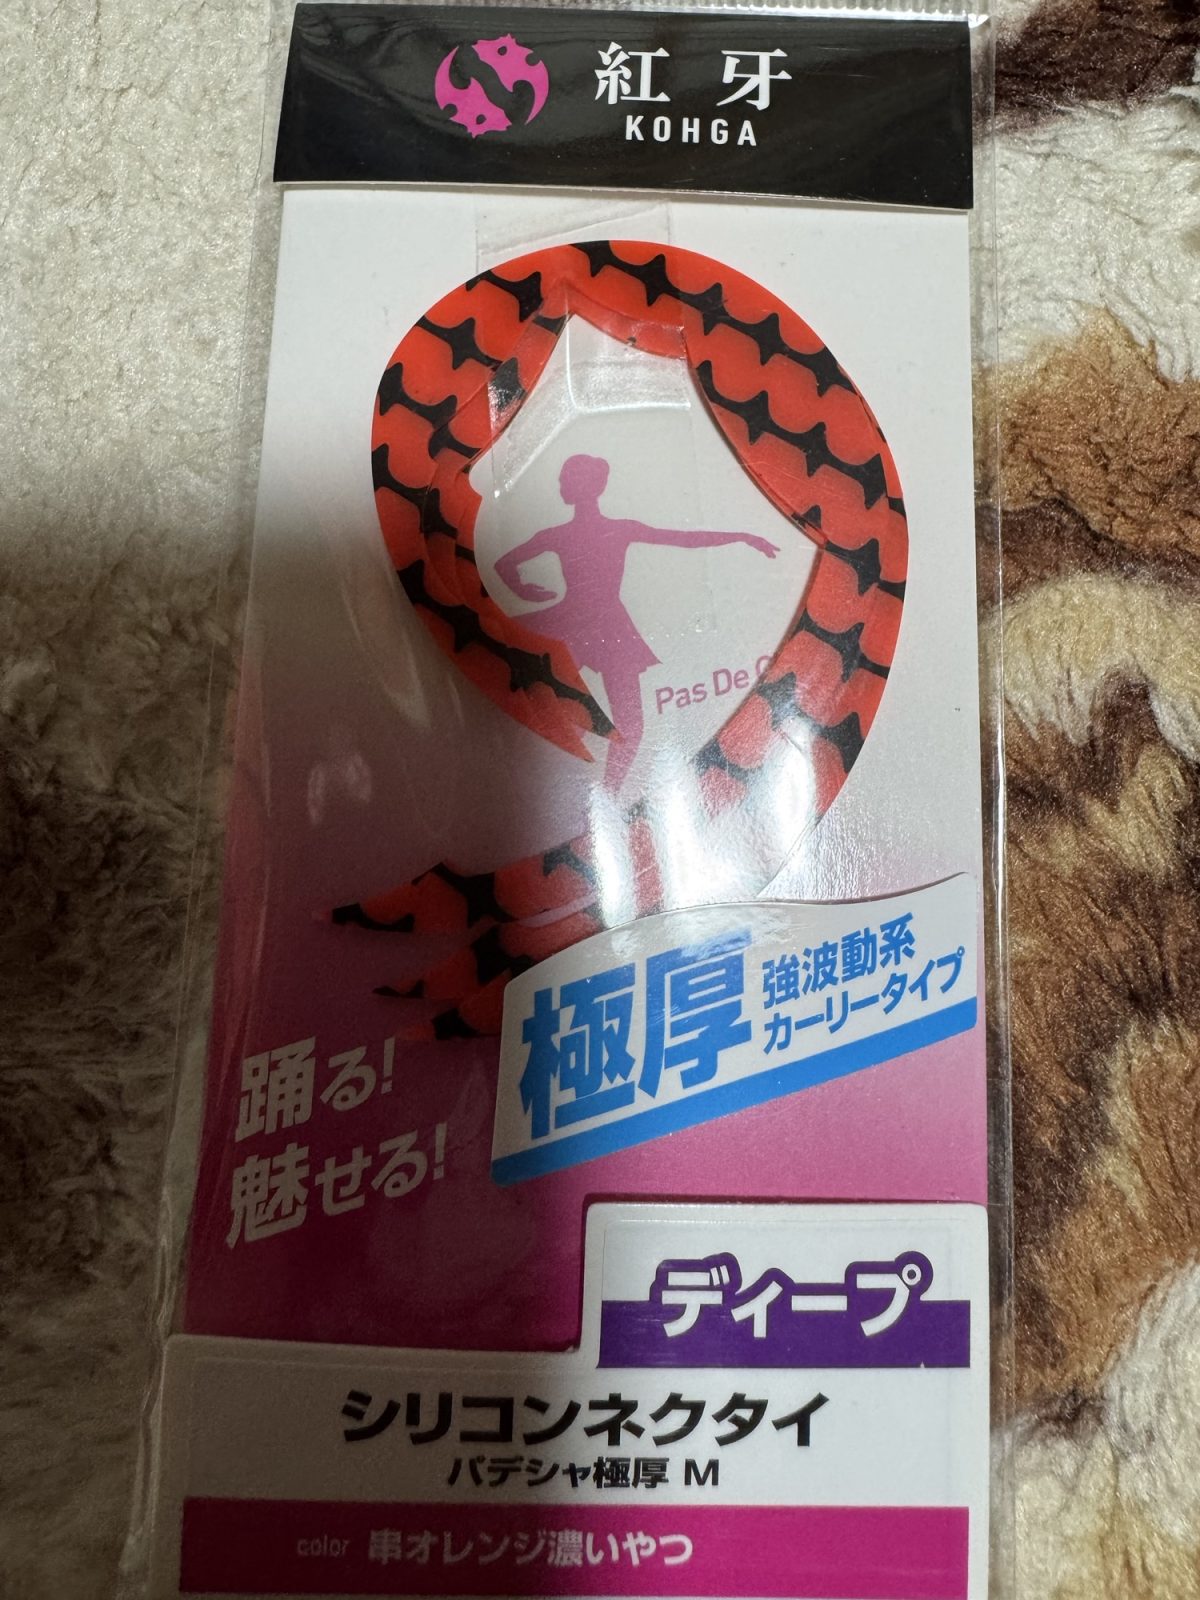 紅牙
KOHGA
Pas De
極厚
強波動系
カーリータイプ
踊る!
魅せる!
ディープ
シリコンネクタイ
パデシャ極厚 M
color 串オレンジ濃いやつ